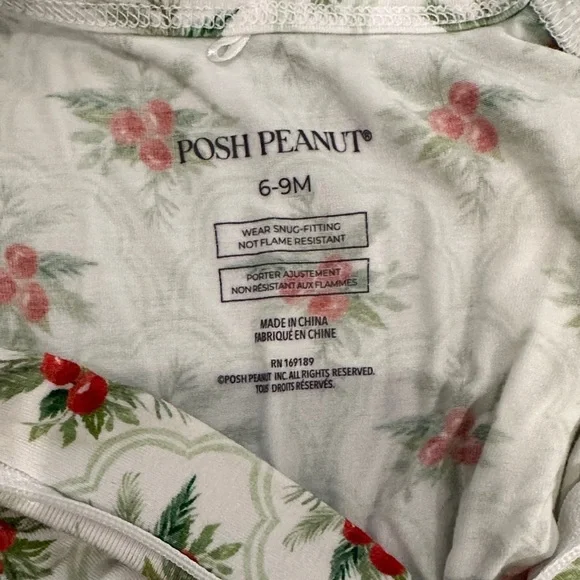 POSH PEANUT®
6-9M
WEAR SNUG-FITTING
NOT FLAME RESISTANT
PORTER AJUSTEMENT
NON RÉSISTANT AUX FLAMMES
MADE IN CHINA
FABRIQUÉ EN CHINE
RN 169189
©POSH PEANUT INC. ALL RIGHTS RESERVED.
TOUS DROITS RÉSERVÉS.